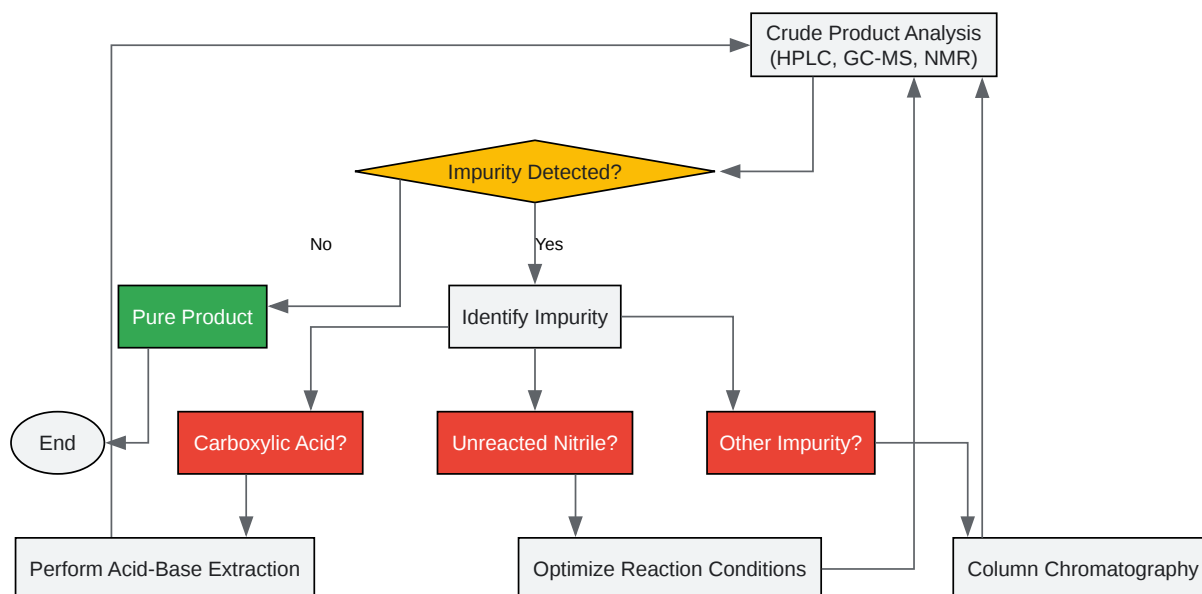 Crude Product Analysis
(HPLC, GC-MS, NMR)
Impurity Detected?
No
Yes
Pure Product
Identify Impurity
End
Carboxylic Acid?
Unreacted Nitrile?
Other Impurity?
Perform Acid-Base Extraction
Optimize Reaction Conditions
Column Chromatography